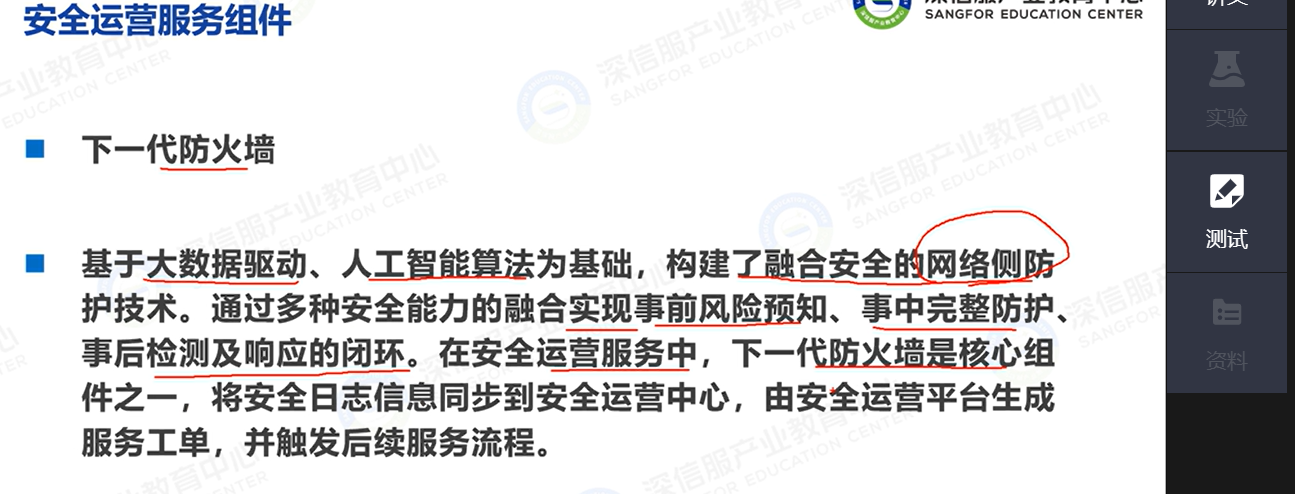 安全运营服务组件
SANGFOR EDUCATION CENTER
下一代防火墙
基于大数据驱动、人工智能算法为基础，构建了融合安全的网络侧防
护技术。通过多种安全能力的融合实现事前风险预知、事中完整防护、
事后检测及响应的闭环。在安全运营服务中，下一代防火墙是核心组
件之一，将安全日志信息同步到安全运营中心，由安全运营平台生成
服务工单，并触发后续服务流程。
深信服产业教育中心
SANGFOR EDUCATION CENTER
实验
测试
资料